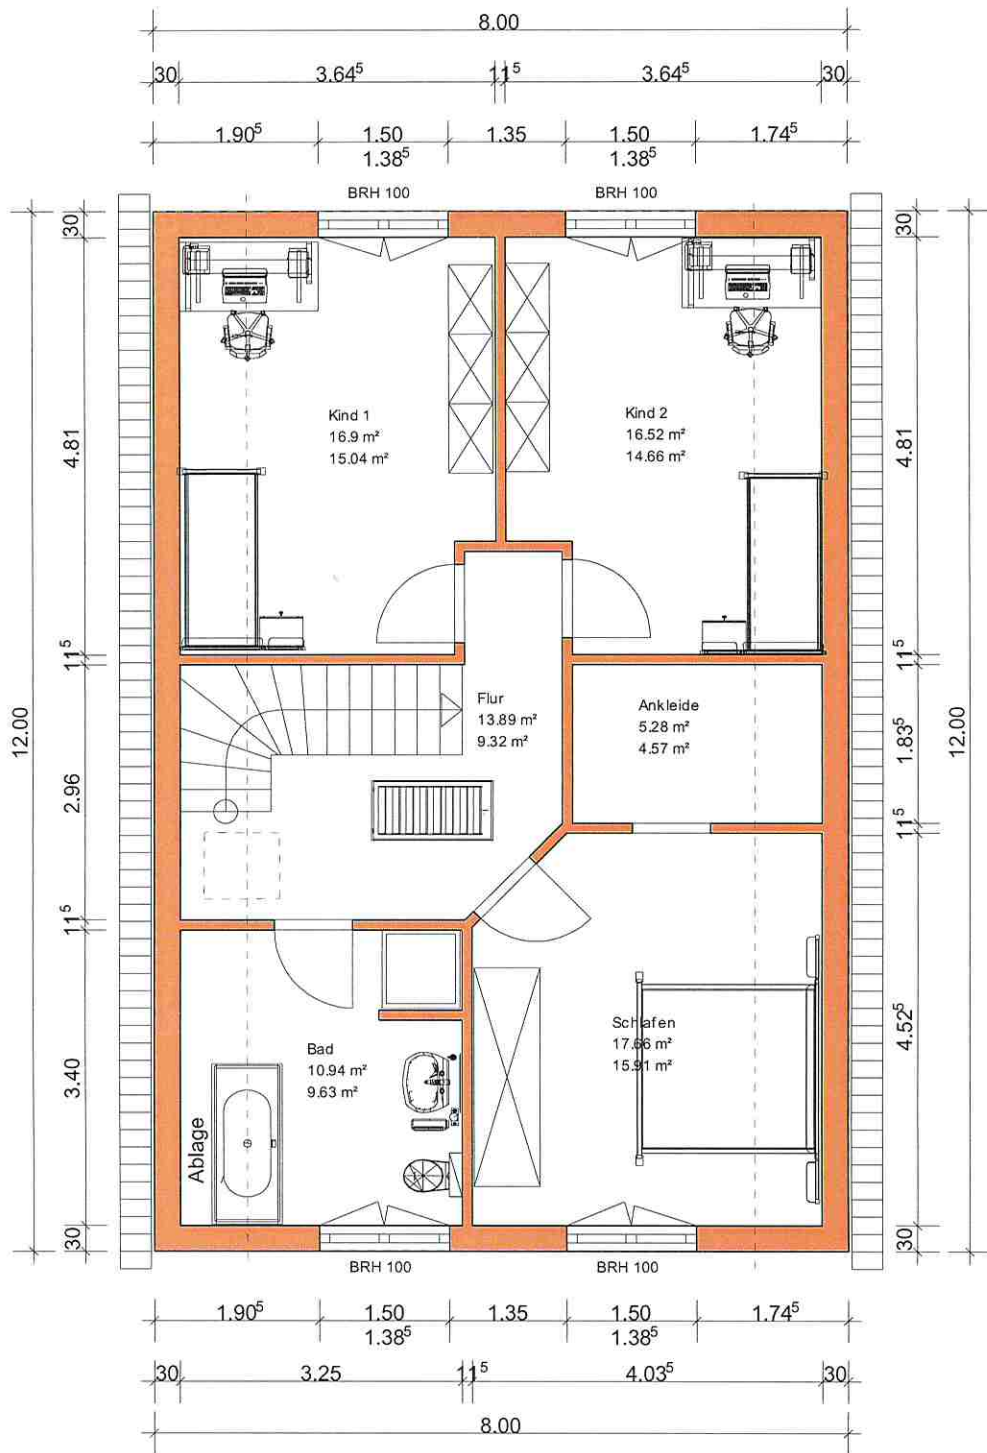 8.00
30 3.64⁵ 11⁵ 3.64⁵ 30
1.90⁵ 1.50 1.35 1.50 1.74⁵
1.38⁵ 1.38⁵
BRH 100 BRH 100
30 30
Kind 1
16.9 m²
15.04 m²
Kind 2
16.52 m²
14.66 m²
4.81 4.81
11⁵ 11⁵
Flur
13.89 m²
9.32 m²
Ankleide
5.28 m²
4.57 m²
12.00 2.96 1.83⁵ 12.00
11⁵
11⁵
Schlafen
17.66 m²
15.91 m²
Bad
10.94 m²
9.63 m²
3.40 4.52⁵
Ablage
30 30
BRH 100 BRH 100
1.90⁵ 1.50 1.35 1.50 1.74⁵
1.38⁵ 1.38⁵
30 3.25 11⁵ 4.03⁵ 30
8.00